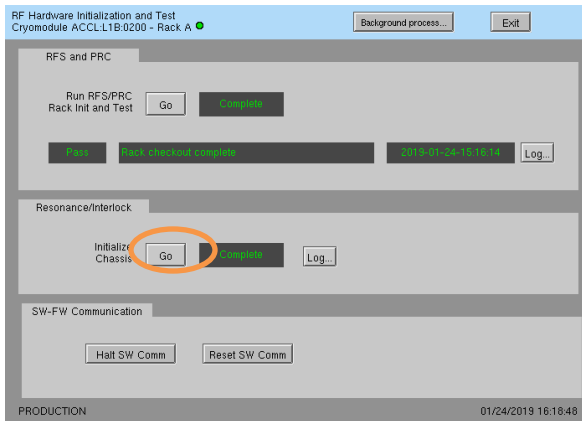 RF Hardware Initialization and Test
Cryomodule ACCL:L1B:0200 - Rack A
Background process...
Exit
RFS and PRC
Run RFS/PRC
Rack Init and Test
Go
Complete
Pass
Rack checkout complete
2019-01-24-15:16:14
Log...
Resonance/Interlock
Initialize
Chassis
Go
Complete
Log...
SW-FW Communication
Halt SW Comm
Reset SW Comm
PRODUCTION
01/24/2019 16:18:48